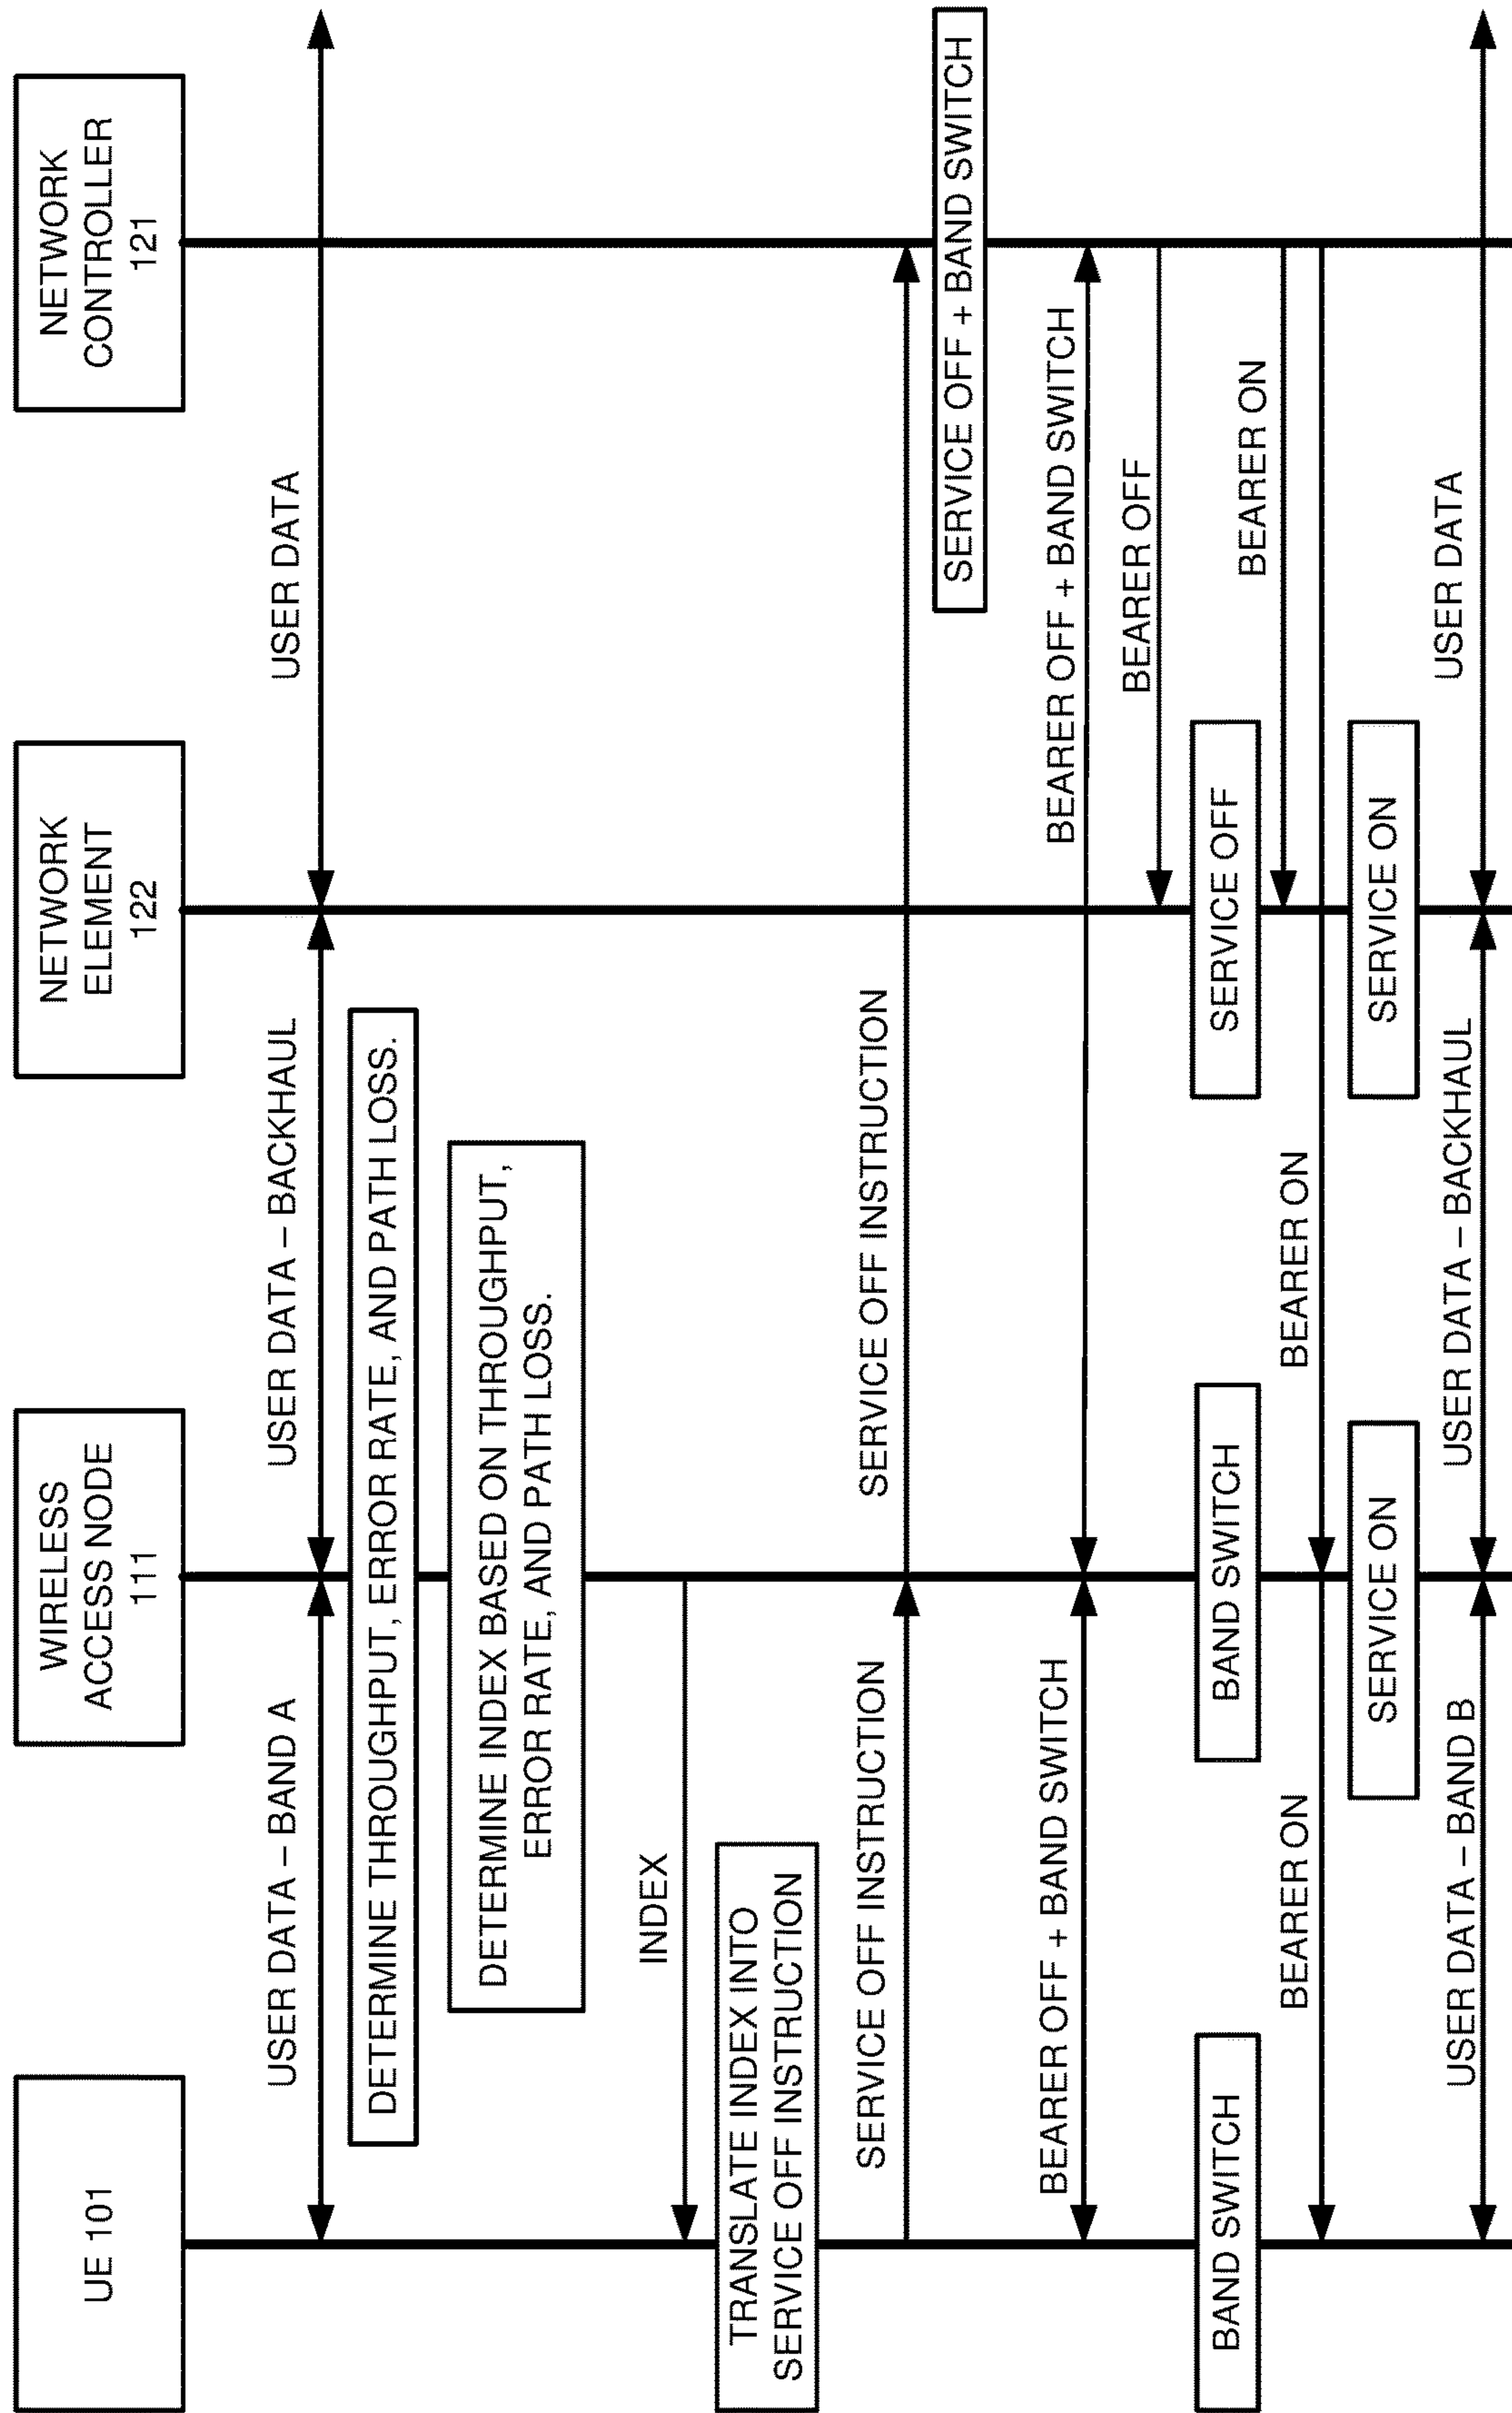 UE 101
WIRELESS
ACCESS NODE
111
NETWORK
ELEMENT
122
NETWORK
CONTROLLER
121
USER DATA – BAND A
USER DATA – BACKHAUL
USER DATA
DETERMINE THROUGHPUT, ERROR RATE, AND PATH LOSS.
DETERMINE INDEX BASED ON THROUGHPUT,
ERROR RATE, AND PATH LOSS.
INDEX
TRANSLATE INDEX INTO
SERVICE OFF INSTRUCTION
SERVICE OFF INSTRUCTION
SERVICE OFF INSTRUCTION
SERVICE OFF + BAND SWITCH
BEARER OFF + BAND SWITCH
BEARER OFF + BAND SWITCH
BEARER OFF
BAND SWITCH
BAND SWITCH
SERVICE OFF
BEARER ON
BEARER ON
BEARER ON
SERVICE ON
SERVICE ON
USER DATA – BAND B
USER DATA – BACKHAUL
USER DATA